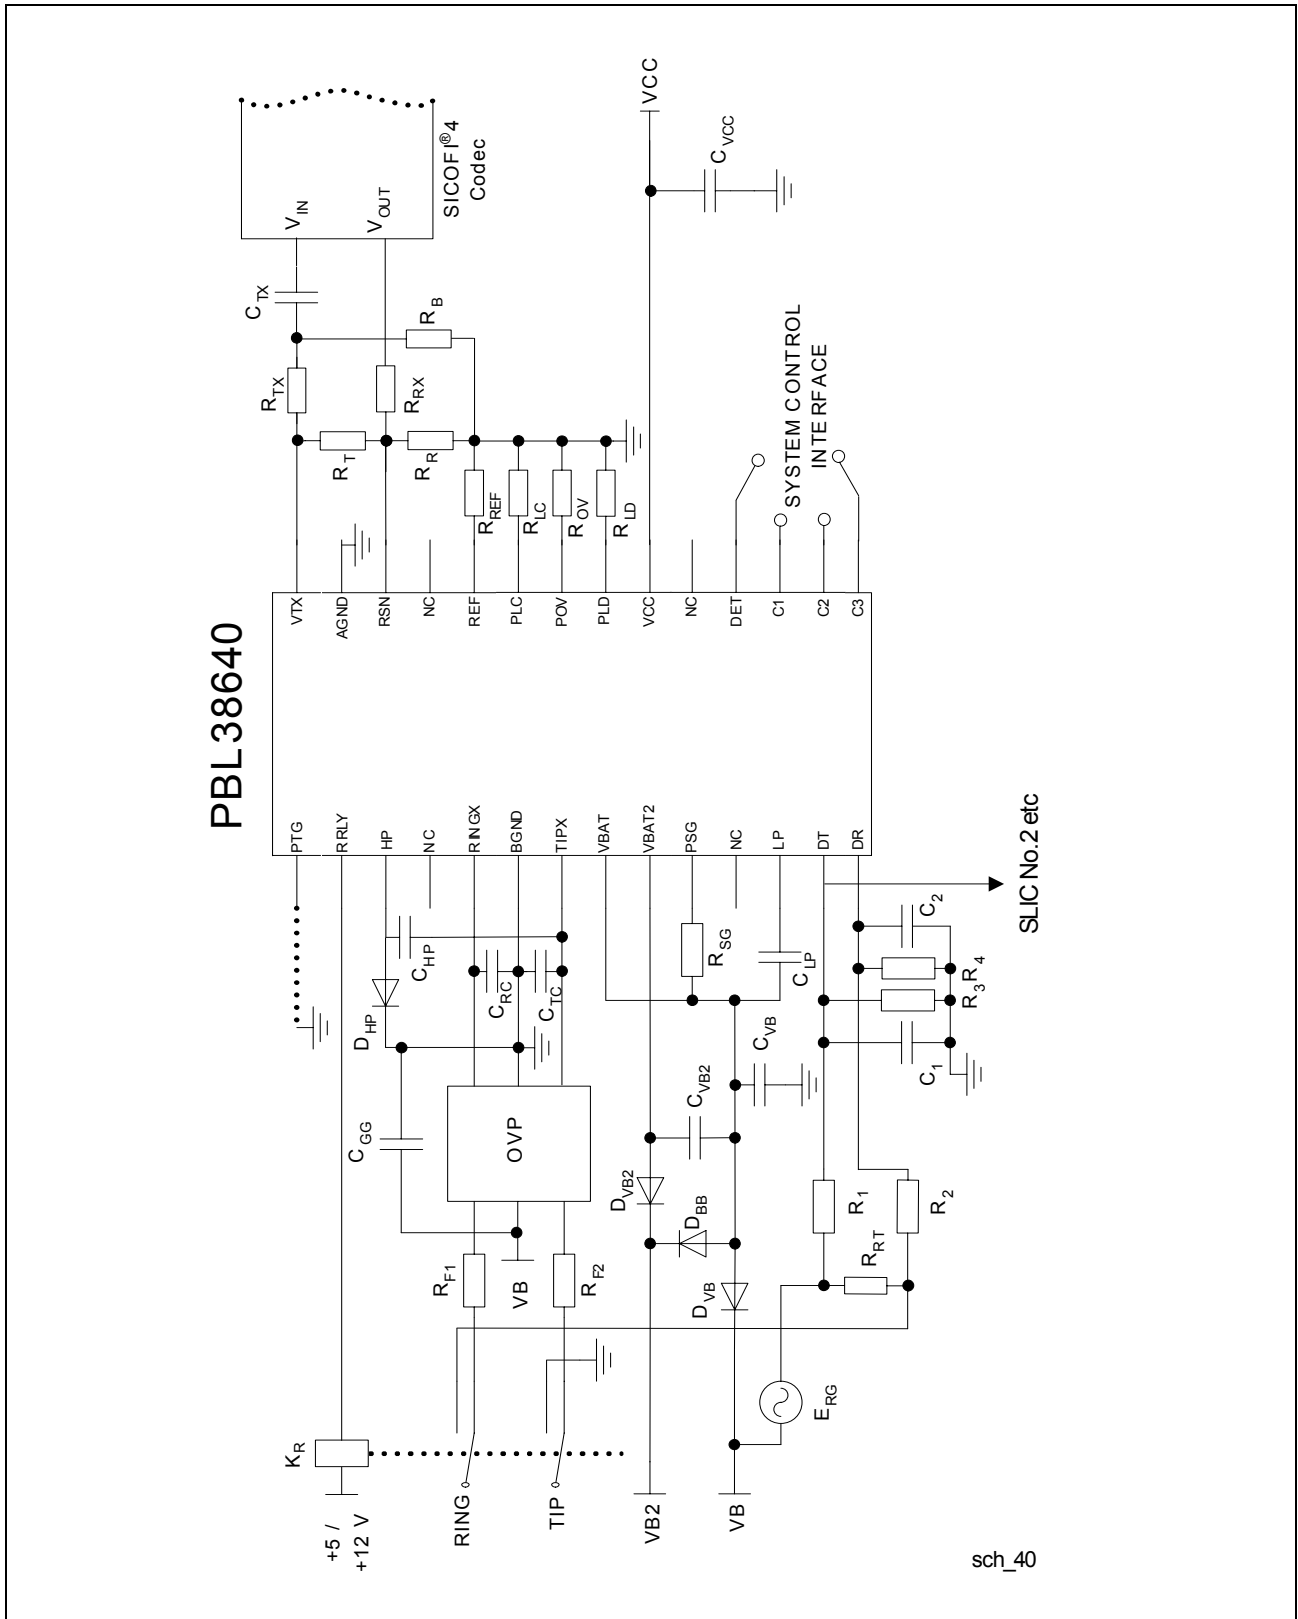 PBL38640
SICOFI®4
Codec
VIN
VOUT
CTX
RTX
RB
RRX
RT
RR
RREF
RLC
ROV
RLD
VCC
CVCC
SYSTEM CONTROL
INTERFACE
VTX
AGND
RSN
NC
REF
PLC
POV
PLD
VCC
NC
DET
C1
C2
C3
PTG
RRLY
HP
NC
RINGX
BGND
TIPX
VBAT
VBAT2
PSG
NC
LP
DT
DR
SLIC No.2 etc
CHP
DHP
CRC
CTC
CGG
OVP
RF1
VB
RF2
RSG
CLP
CVB
CVB2
DVB2
DBB
DVB
C2
R4
R3
C1
R1
R2
RRT
ERG
KR
+5 /
+12 V
RING
TIP
VB2
VB
sch_40